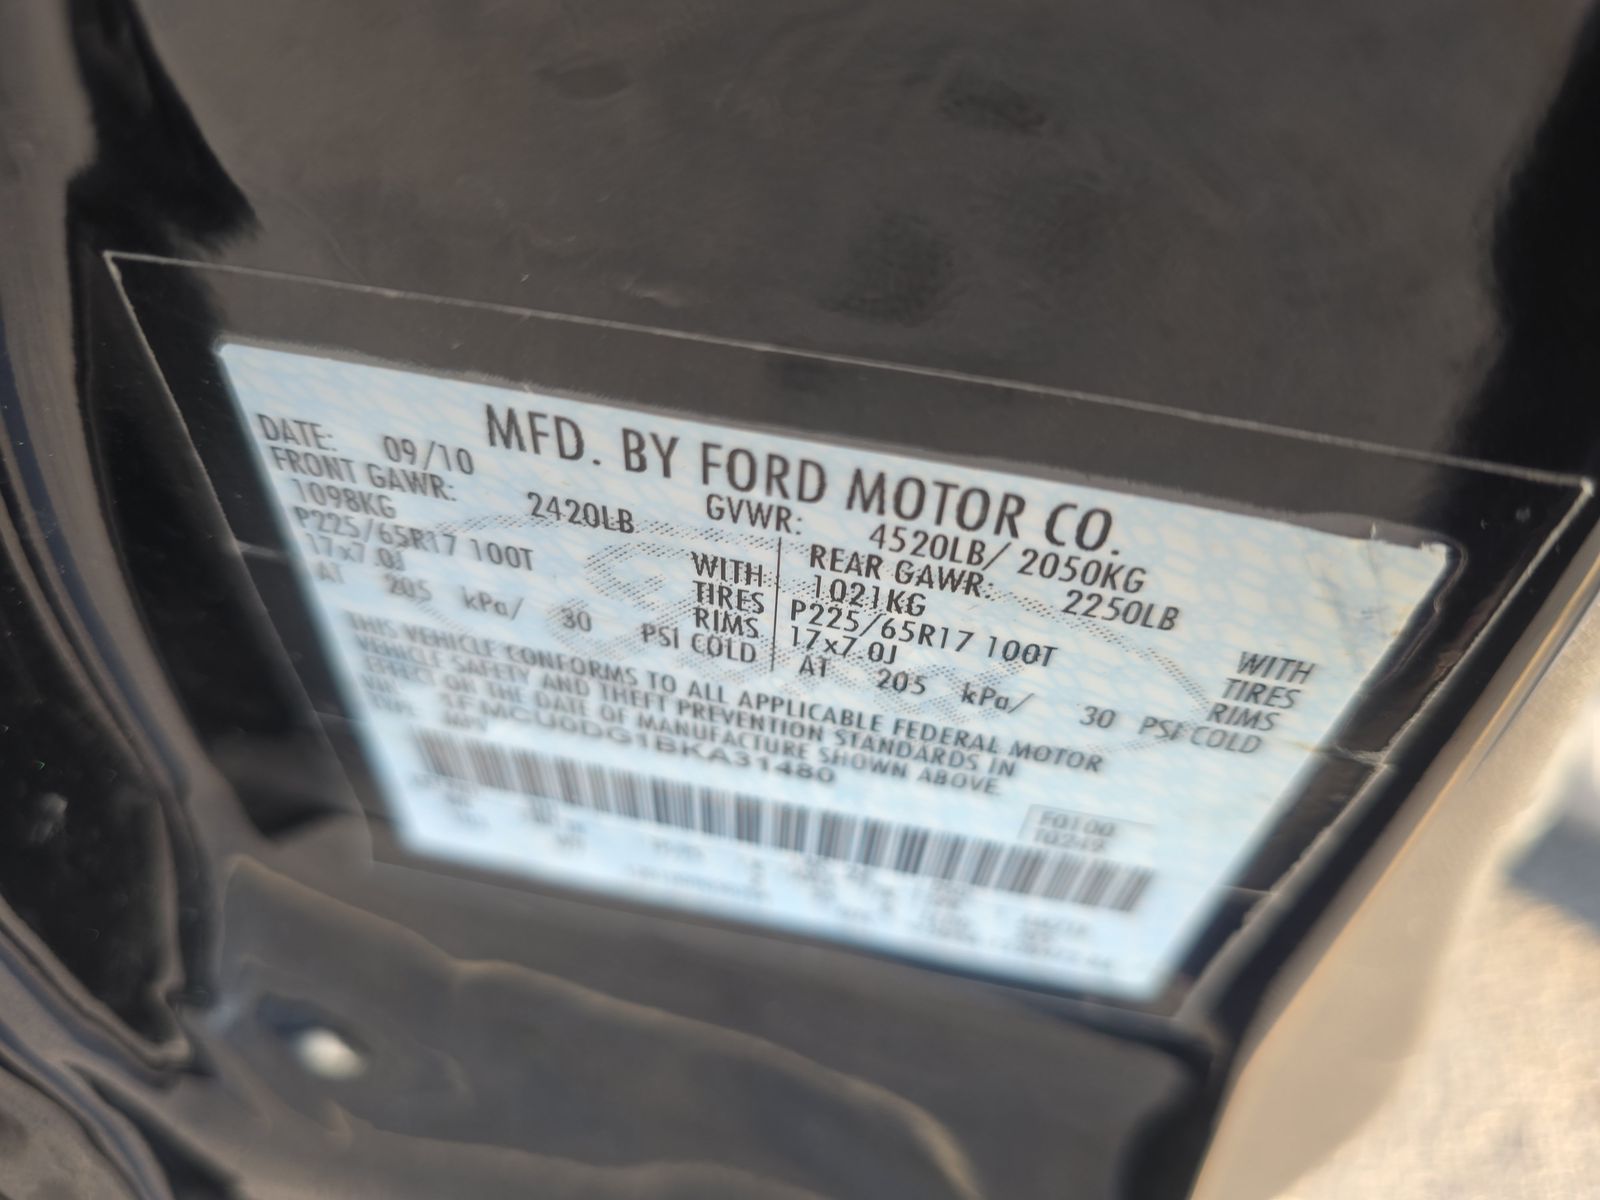 MFD. BY FORD MOTOR CO.
DATE: 09/10 GVWR: 4520LB/ 2050KG
FRONT GAWR: 2420LB REAR GAWR: 2250LB
1098KG WITH 1021KG WITH
P225/65R17 100T TIRES P225/65R17 100T TIRES
17x7.0J RIMS 17x7.0J RIMS
AT 205 kPa/ 30 PSI COLD AT 205 kPa/ 30 PSI COLD
THIS VEHICLE CONFORMS TO ALL APPLICABLE FEDERAL MOTOR
VEHICLE SAFETY AND THEFT PREVENTION STANDARDS IN
EFFECT ON THE DATE OF MANUFACTURE SHOWN ABOVE.
1FMCU0DG1BKA31480
F0100
T0249